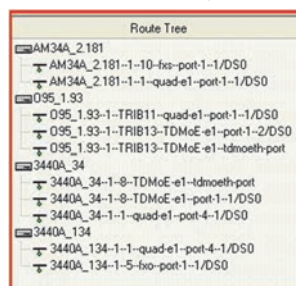 Route Tree
AM34A_2.181
AM34A_2.181--1--10--fxs--port-1--1/DS0
AM34A_2.181--1--1--quad-e1--port-1--1/DS0
O95_1.93
O95_1.93--1--TRIB11--quad-e1--port-1--1/DS0
O95_1.93--1--TRIB13--TDMoE-e1--port-1--2/DS0
O95_1.93--1--TRIB13--TDMoE-e1--tdmoeth-port
3440A_34
3440A_34--1--8--TDMoE-e1--tdmoeth-port
3440A_34--1--8--TDMoE-e1--port-1--1/DS0
3440A_34--1--1--quad-e1--port-4--1/DS0
3440A_134
3440A_134--1--1--quad-e1--port-4--1/DS0
3440A_134--1--5--fxo--port-1--1/DS0